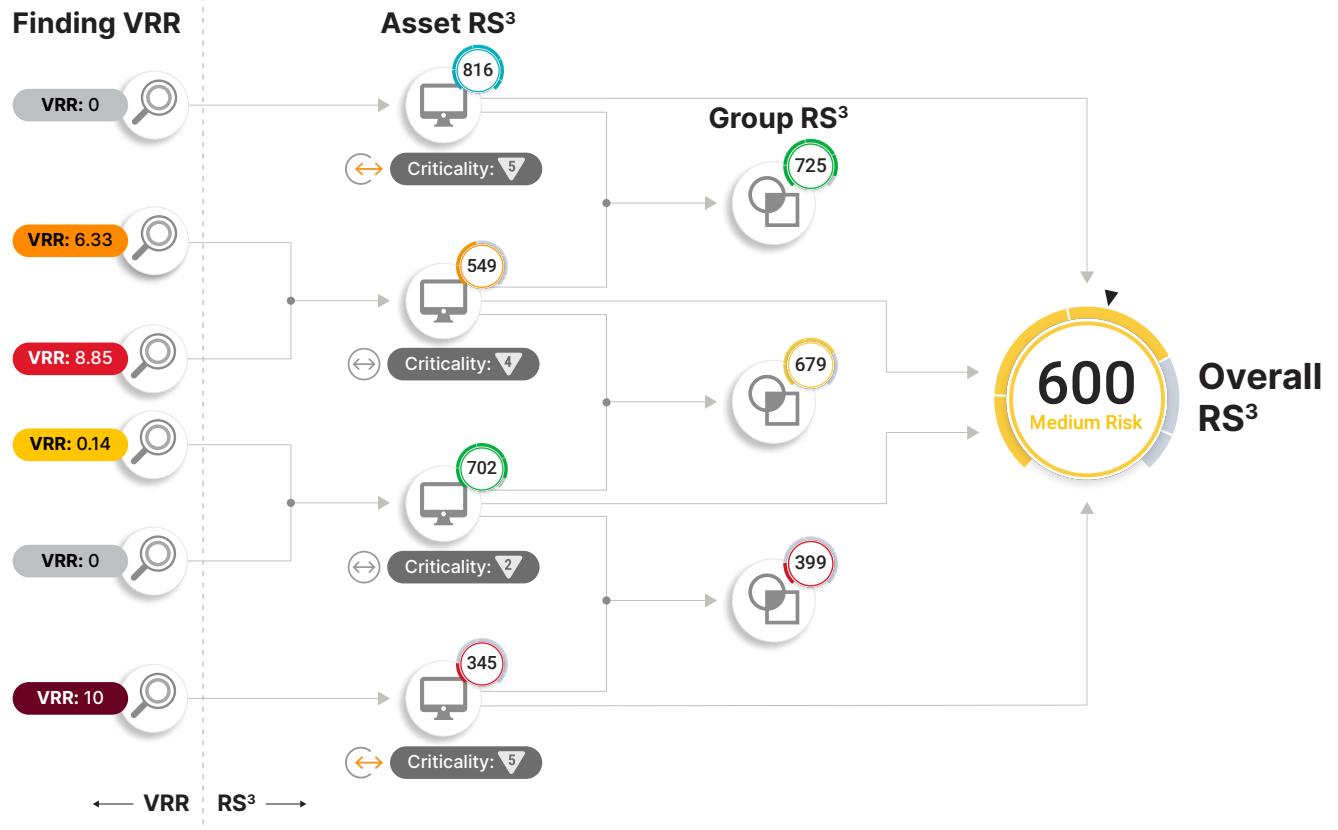 Finding VRR
Asset RS³
VRR: 0
816
Criticality: 5
Group RS³
725
VRR: 6.33
549
VRR: 8.85
Criticality: 4
679
600
Medium Risk
Overall
RS³
VRR: 0.14
702
VRR: 0
Criticality: 2
399
VRR: 10
345
Criticality: 5
VRR
RS³